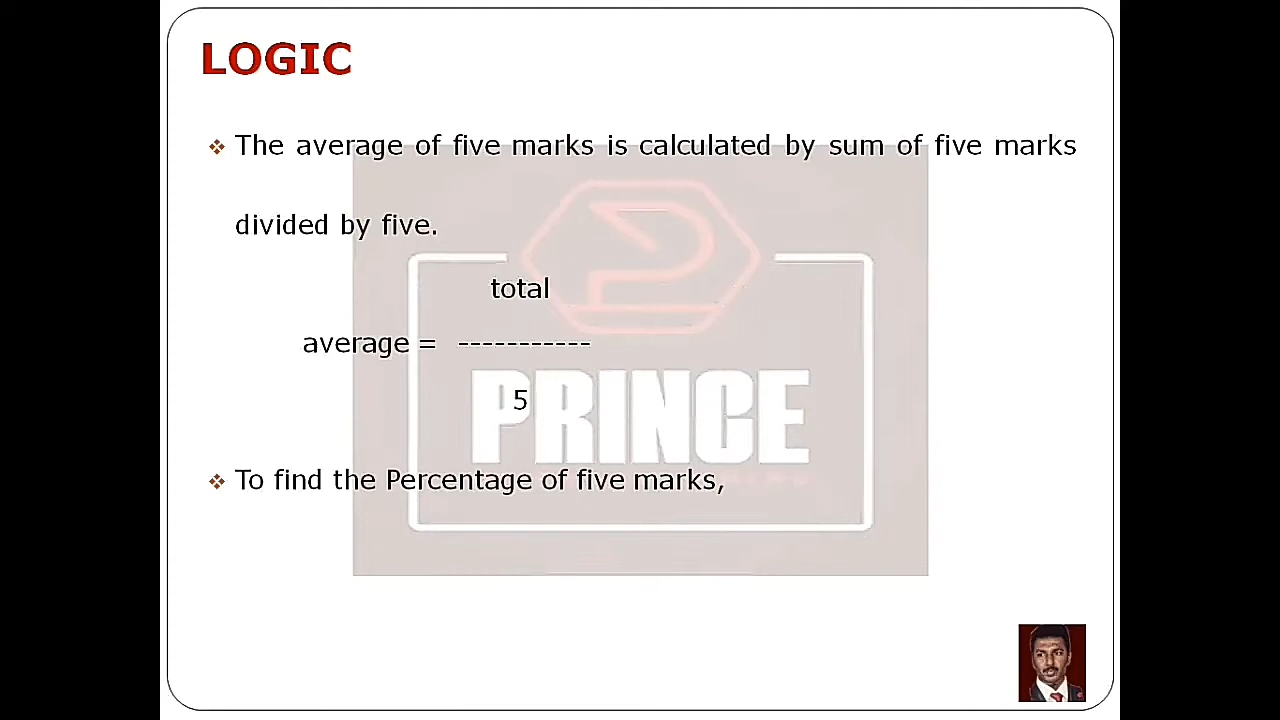 LOGIC
❖ The average of five marks is calculated by sum of five marks
divided by five.
total
average = -----------
5
PRINCE
❖ To find the Percentage of five marks,